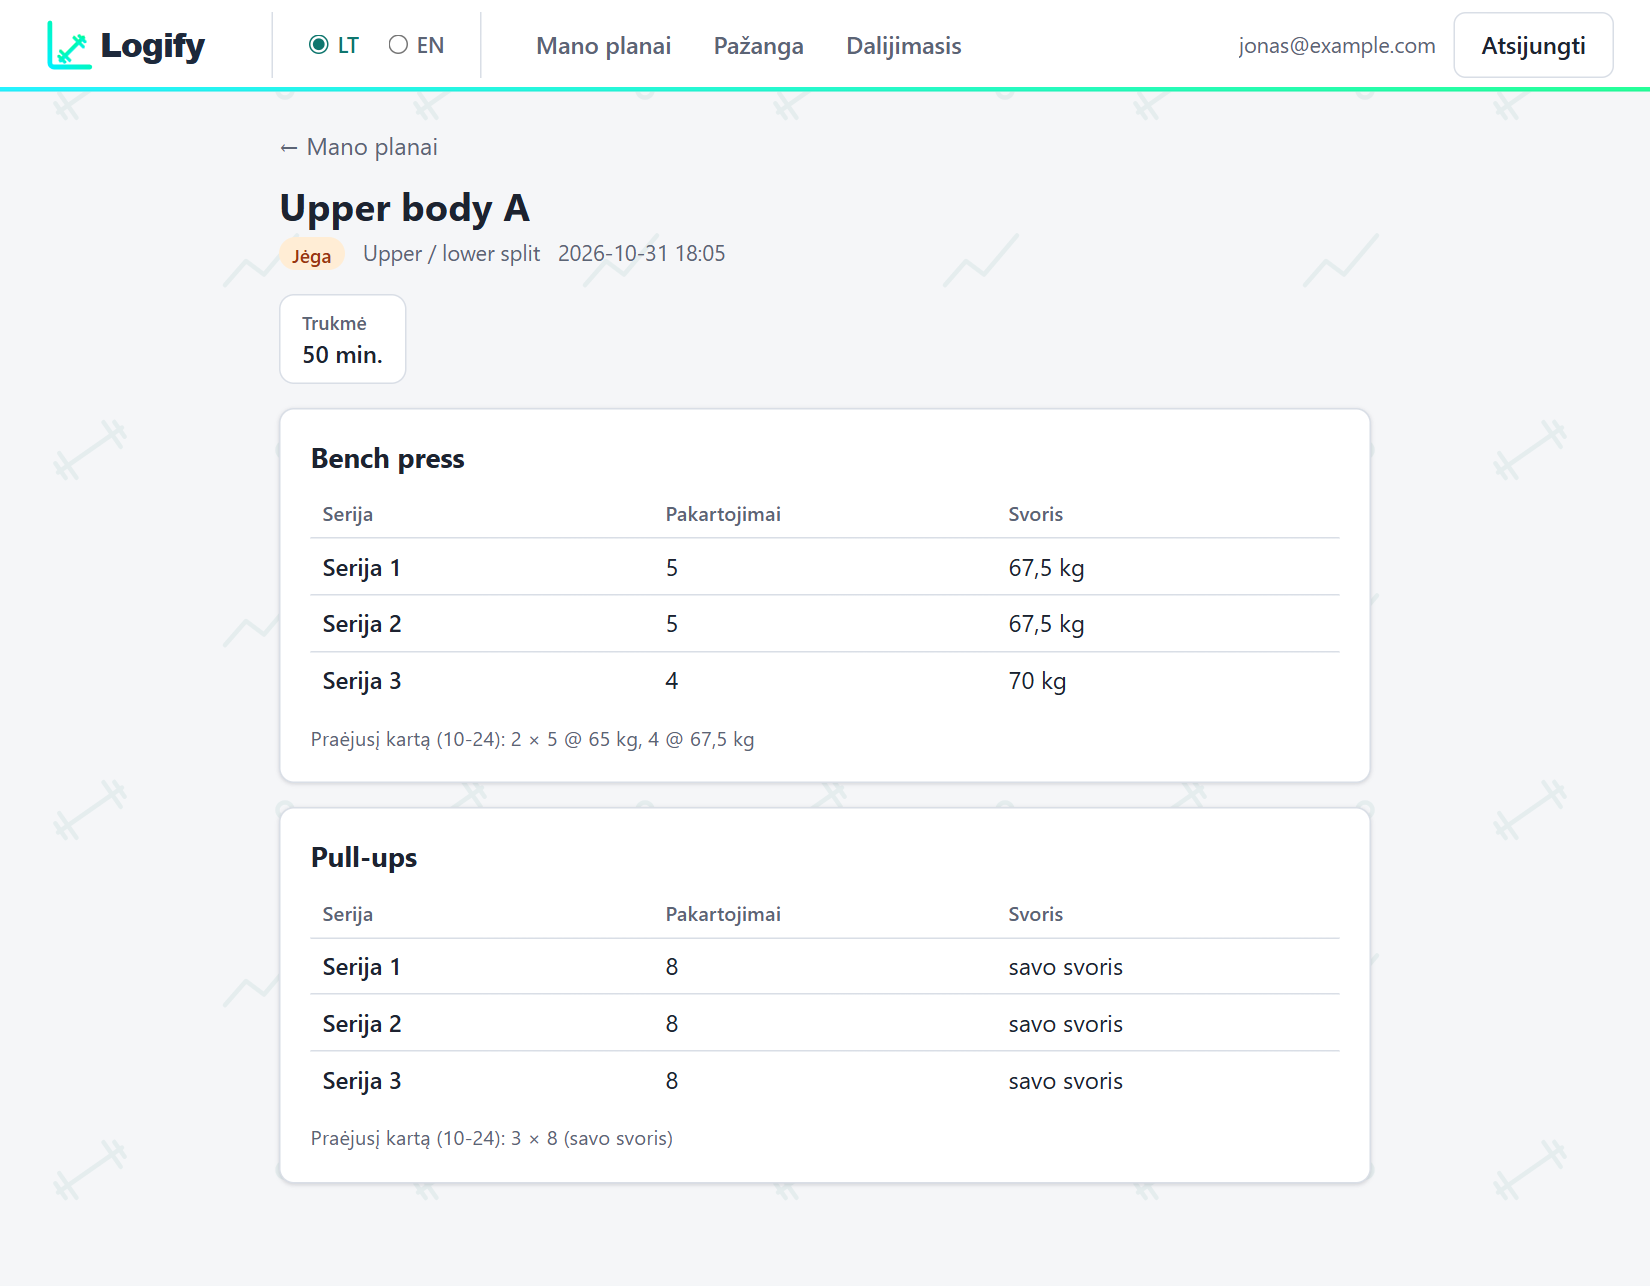 Logify LT EN Mano planai Pažanga Dalijimasis jonas@example.com Atsijungti
← Mano planai
Upper body A
Jėga Upper / lower split 2026-10-31 18:05
Trukmė
50 min.
Bench press
Serija Pakartojimai Svoris
Serija 1 5 67,5 kg
Serija 2 5 67,5 kg
Serija 3 4 70 kg
Praėjusį kartą (10-24): 2 × 5 @ 65 kg, 4 @ 67,5 kg
Pull-ups
Serija Pakartojimai Svoris
Serija 1 8 savo svoris
Serija 2 8 savo svoris
Serija 3 8 savo svoris
Praėjusį kartą (10-24): 3 × 8 (savo svoris)